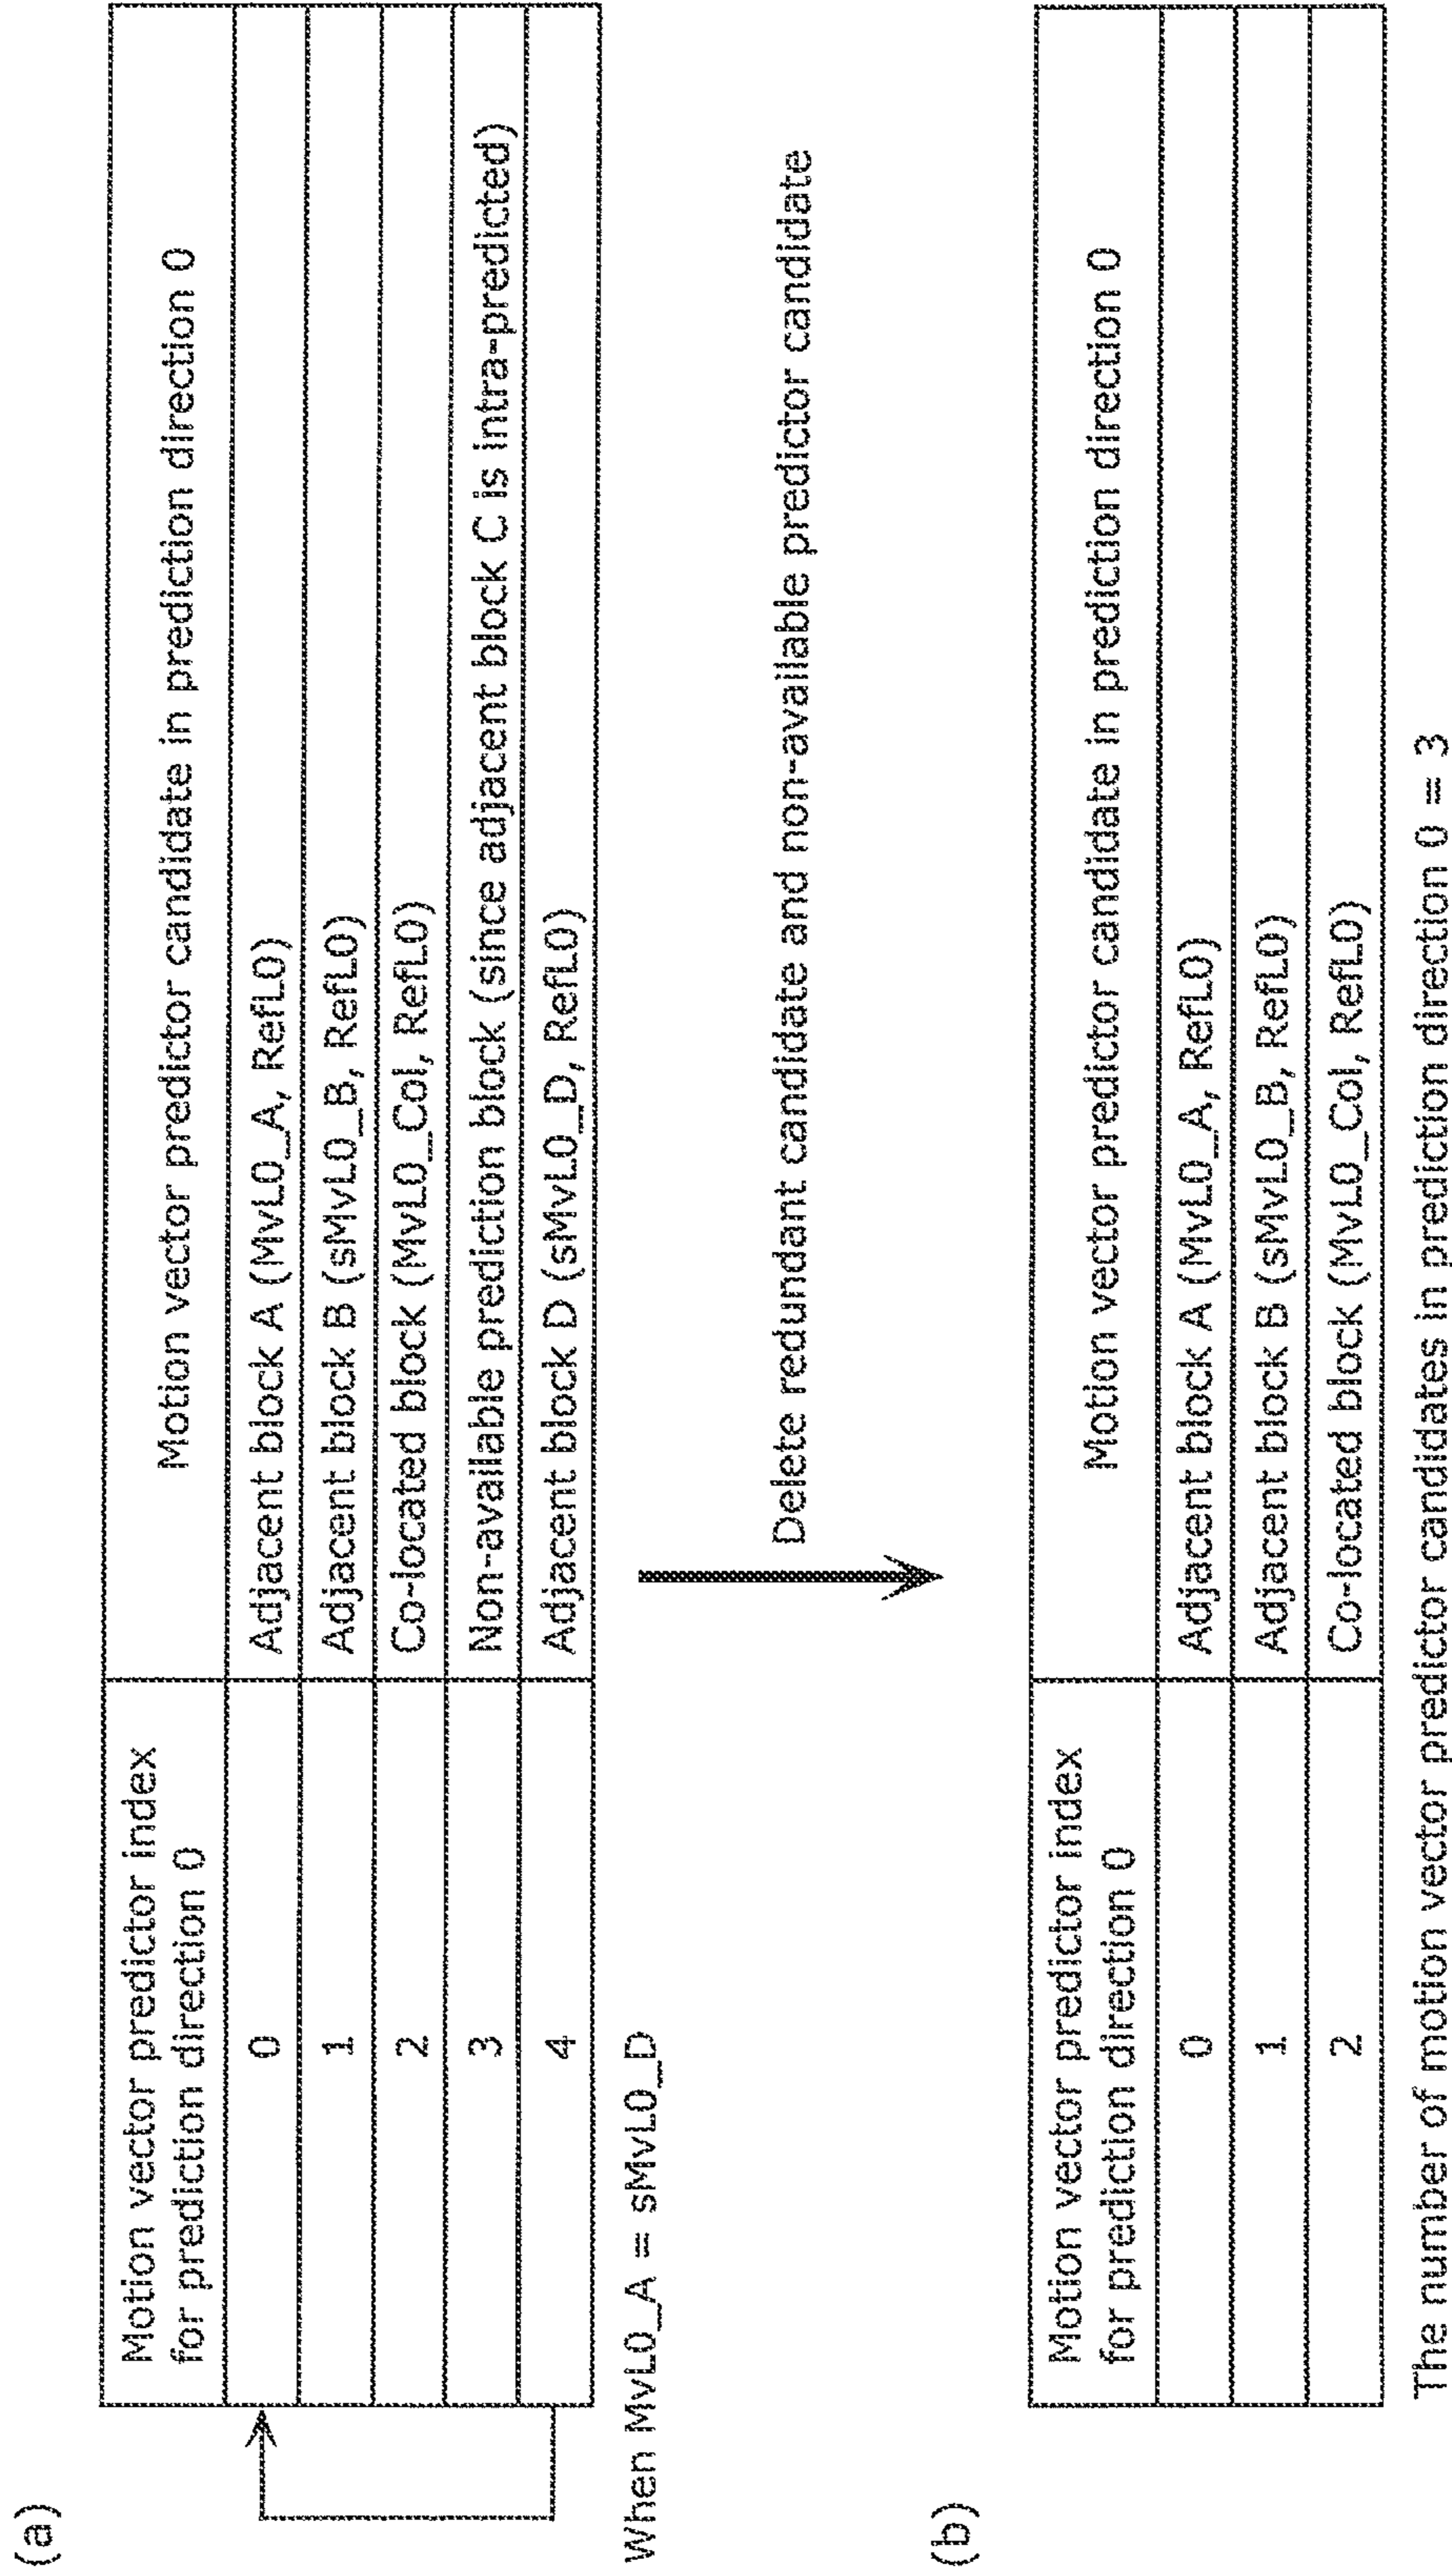 (a)
Motion vector predictor index
for prediction direction 0
Motion vector predictor candidate in prediction direction 0
0
Adjacent block A (MvL0_A, RefL0)
1
Adjacent block B (sMvL0_B, RefL0)
2
Co-located block (MvL0_Col, RefL0)
3
Non-available prediction block (since adjacent block C is intra-predicted)
4
Adjacent block D (sMvL0_D, RefL0)
When MvL0_A = sMvL0_D
Delete redundant candidate and non-available predictor candidate
(b)
Motion vector predictor index
for prediction direction 0
Motion vector predictor candidate in prediction direction 0
0
Adjacent block A (MvL0_A, RefL0)
1
Adjacent block B (sMvL0_B, RefL0)
2
Co-located block (MvL0_Col, RefL0)
The number of motion vector predictor candidates in prediction direction 0 = 3